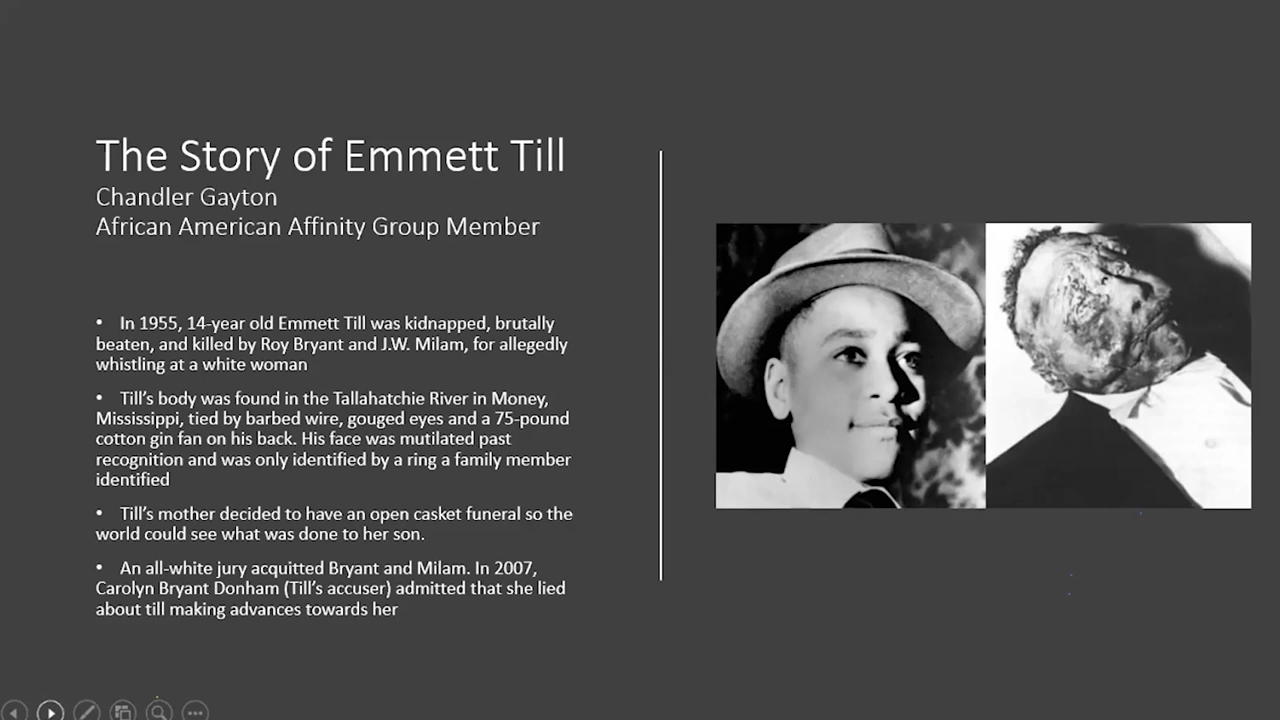 The Story of Emmett Till
Chandler Gayton
African American Affinity Group Member
• In 1955, 14-year old Emmett Till was kidnapped, brutally
beaten, and killed by Roy Bryant and J.W. Milam, for allegedly
whistling at a white woman
• Till's body was found in the Tallahatchie River in Money,
Mississippi, tied by barbed wire, gouged eyes and a 75-pound
cotton gin fan on his back. His face was mutilated past
recognition and was only identified by a ring a family member
identified
• Till's mother decided to have an open casket funeral so the
world could see what was done to her son.
• An all-white jury acquitted Bryant and Milam. In 2007,
Carolyn Bryant Donham (Till's accuser) admitted that she lied
about till making advances towards her